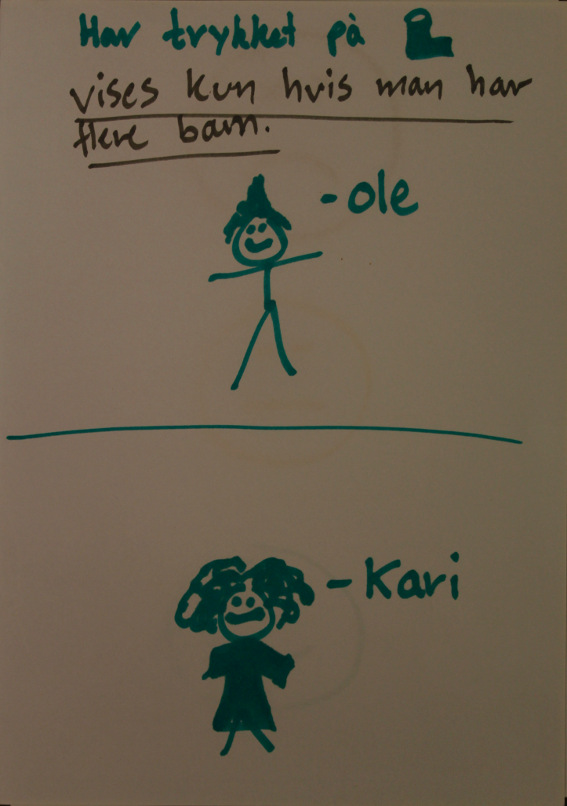 Har trykket på
vises kun hvis man har
flere barn.
- ole
- Kari